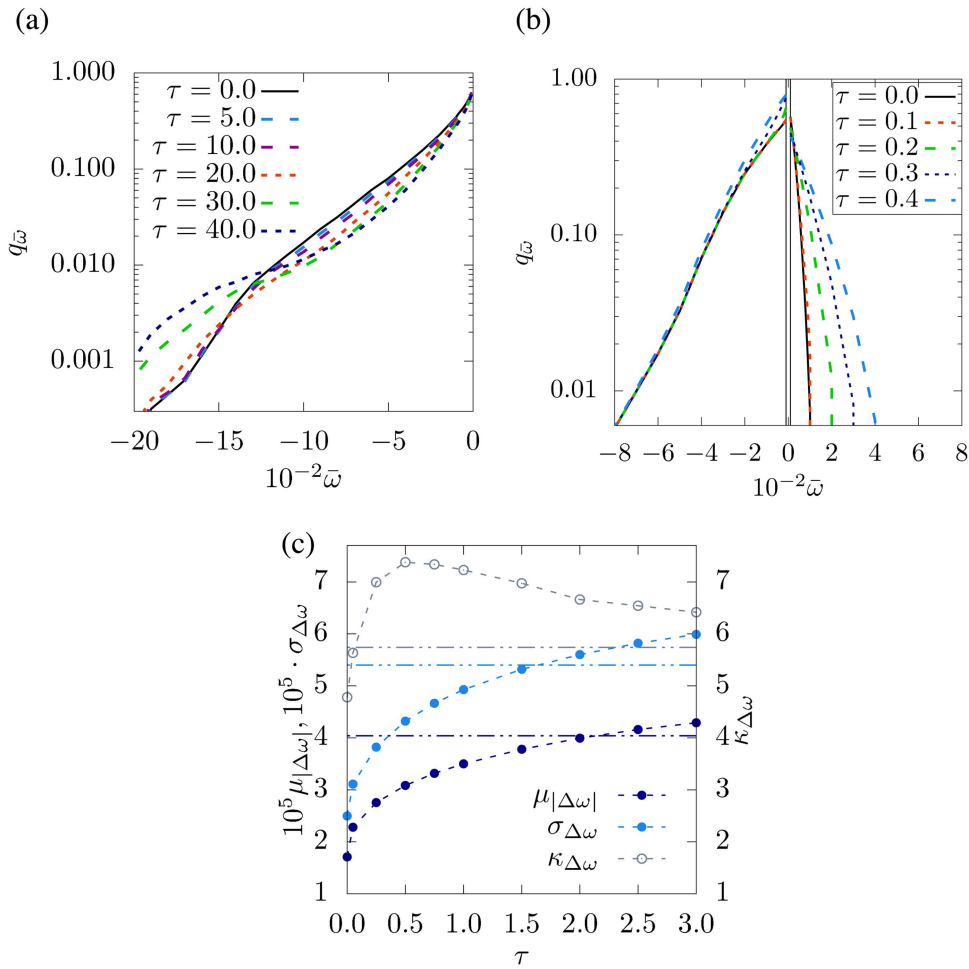 (a)
1.000
0.100
0.010
0.001
q_ω̄
τ = 0.0
τ = 5.0
τ = 10.0
τ = 20.0
τ = 30.0
τ = 40.0
−20 −15 −10 −5 0
10⁻² ω̄
(b)
1.00
0.10
0.01
q_ω̄
τ = 0.0
τ = 0.1
τ = 0.2
τ = 0.3
τ = 0.4
−8 −6 −4 −2 0 2 4 6 8
10⁻² ω̄
(c)
7
6
5
4
3
2
1
10⁵ μ_|Δω|, 10⁵ · σ_Δω
μ_|Δω|
σ_Δω
κ_Δω
7
6
5
4
3
2
1
κ_Δω
0.0 0.5 1.0 1.5 2.0 2.5 3.0
τ